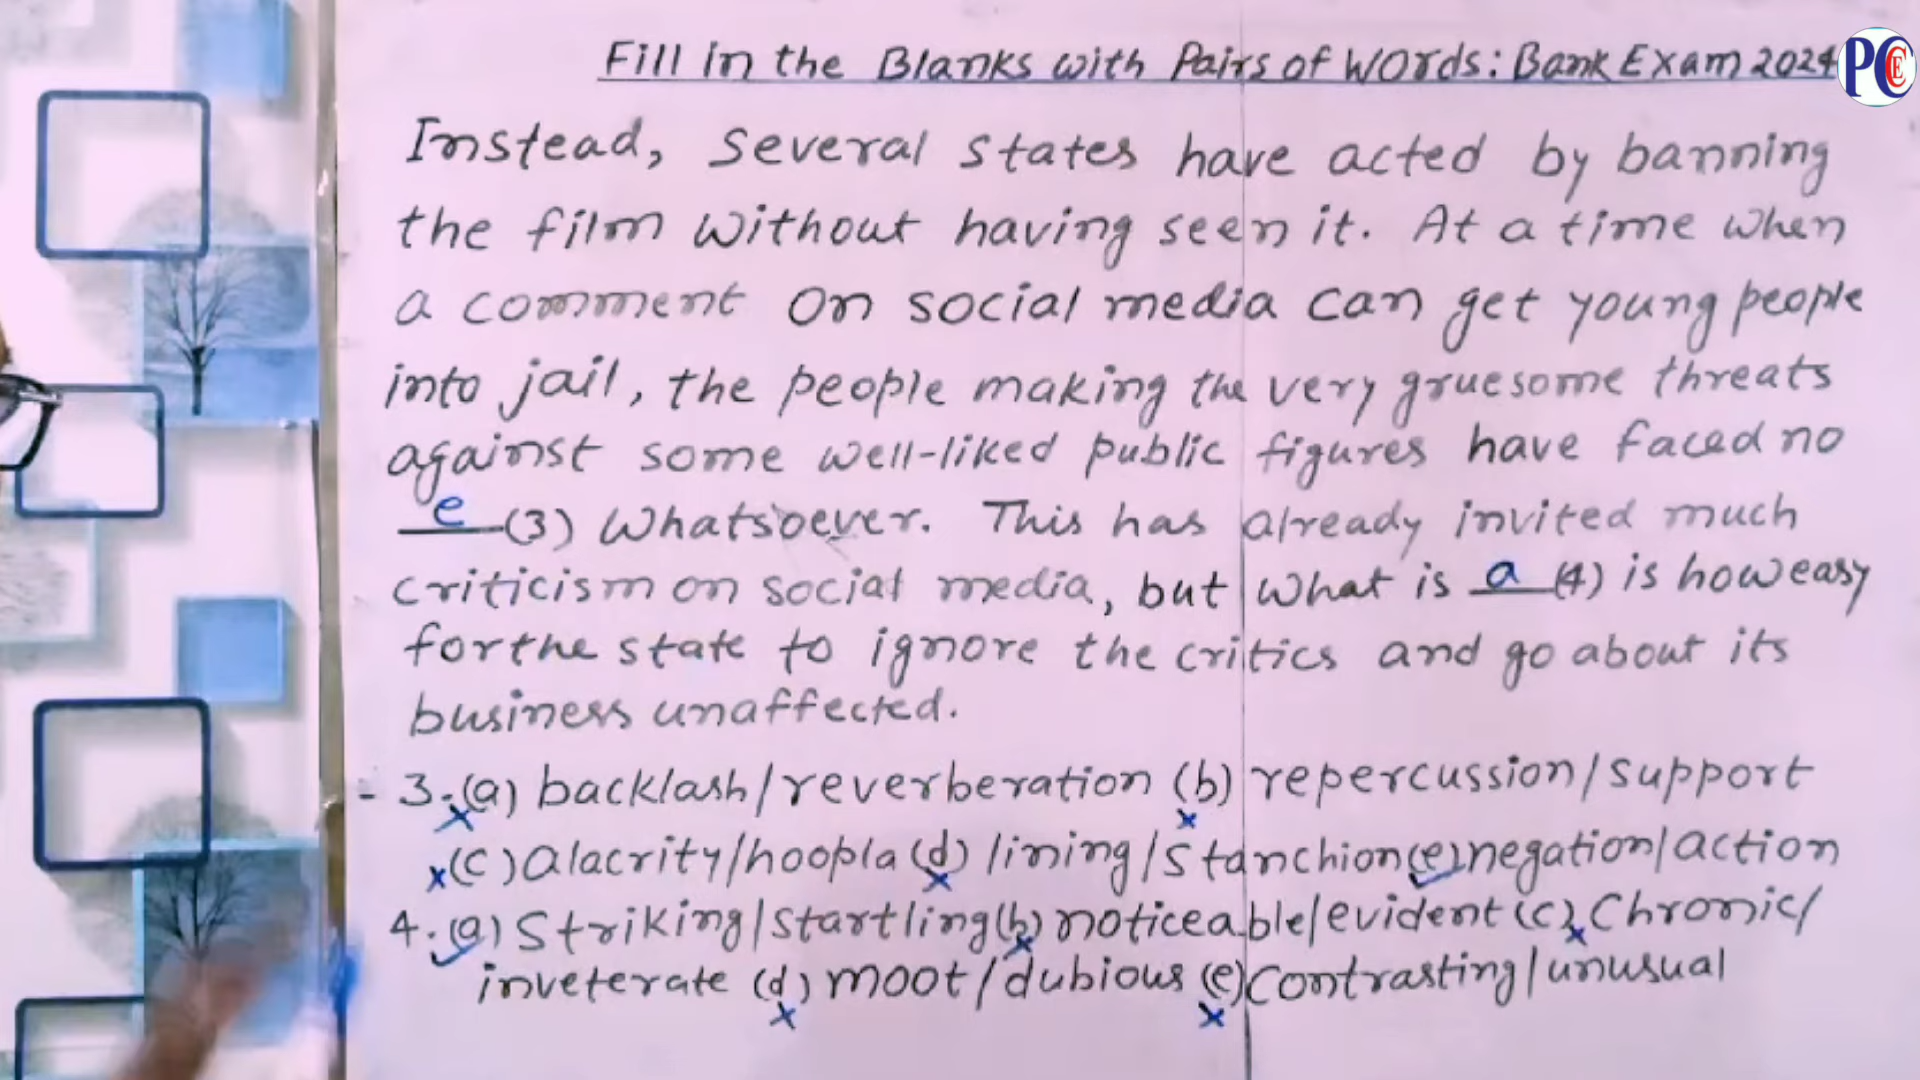 Fill in the Blanks with Pairs of Words: Bank Exam 2024
PCEC
Instead, Several states have acted by banning
the film without having seen it. At a time when
a comment on social media can get young people
into jail, the people making the very gruesome threats
against some well-liked public figures have faced no
e (3) whatsoever. This has already invited much
criticism on social media, but what is a (4) is how easy
for the state to ignore the critics and go about its
business unaffected.
- 3. (a) backlash/reverberation (b) repercussion/support
(c) alacrity/hoopla (d) lining/stanchion (e) negation/action
4. (a) Striking/startling (b) noticeable/evident (c) Chronic/
inveterate (d) moot/dubious (e) contrasting/unusual